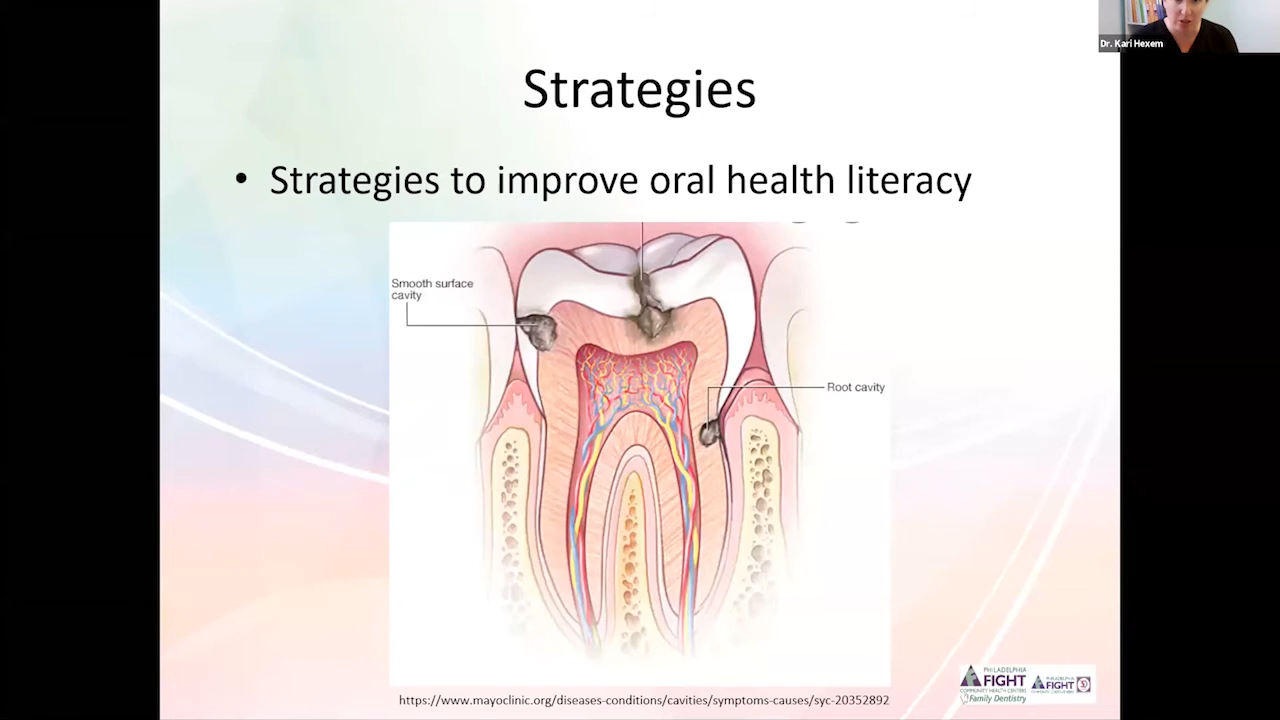 Dr. Kari Hexem
Strategies
• Strategies to improve oral health literacy
Smooth surface
cavity
Root cavity
https://www.mayoclinic.org/diseases-conditions/cavities/symptoms-causes/syc-20352892
PHILADELPHIA
FIGHT
COMMUNITY HEALTH CENTERS
Family Dentistry
PHILADELPHIA
FIGHT